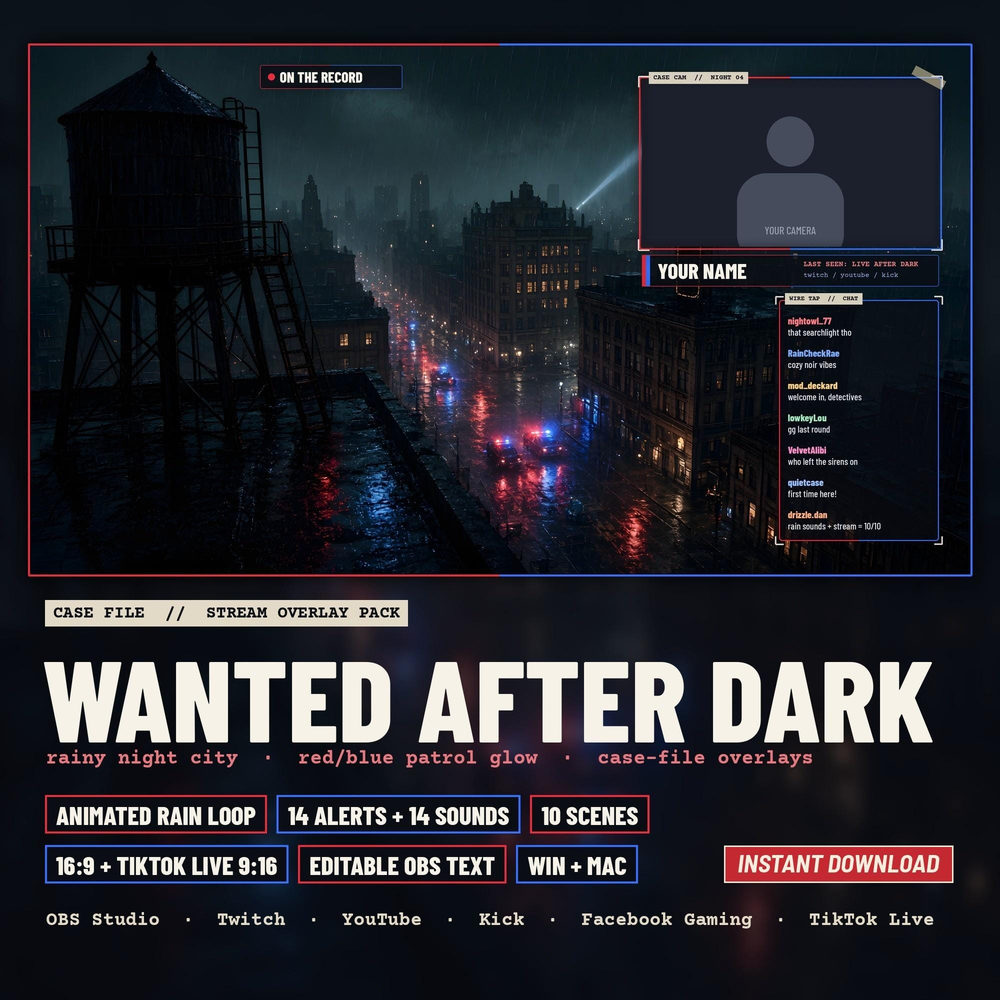 ON THE RECORD
CASE CAM // NIGHT 04
YOUR CAMERA
YOUR NAME
LAST SEEN: LIVE AFTER DARK
twitch / youtube / kick
WIRE TAP // CHAT
nightowl_77
that searchlight tho
RainCheckRae
cozy noir vibes
mod_deckard
welcome in, detectives
lowkeyLou
gg last round
VelvetAlibi
who left the sirens on
quietcase
first time here!
drizzle.dan
rain sounds + stream = 10/10
CASE FILE // STREAM OVERLAY PACK
WANTED AFTER DARK
rainy night city · red/blue patrol glow · case-file overlays
ANIMATED RAIN LOOP 14 ALERTS + 14 SOUNDS 10 SCENES
16:9 + TIKTOK LIVE 9:16 EDITABLE OBS TEXT WIN + MAC INSTANT DOWNLOAD
OBS Studio · Twitch · YouTube · Kick · Facebook Gaming · TikTok Live